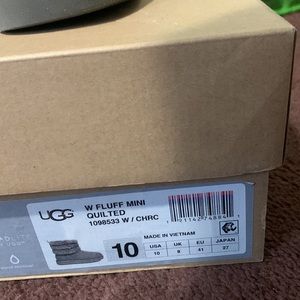 UGG
W FLUFF MINI
QUILTED
1098533 W / CHRC
MADE IN VIETNAM
10
USA UK EU JAPAN
10 8 41 27